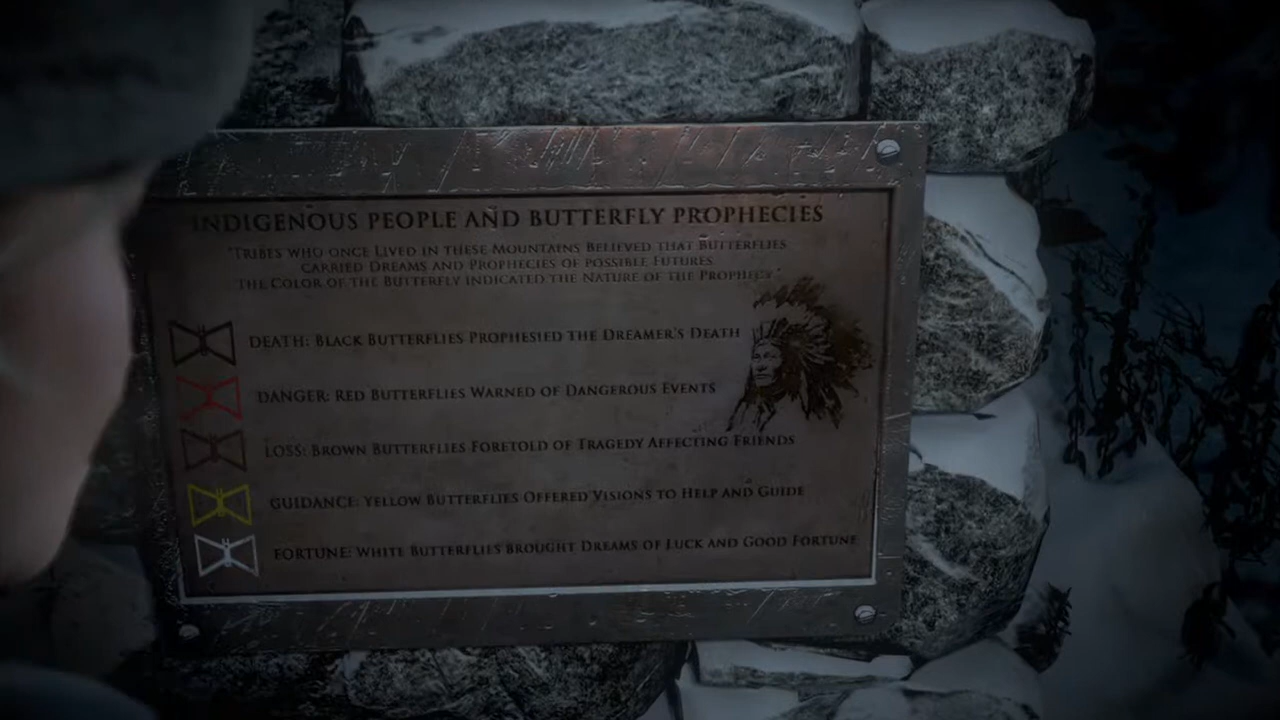 INDIGENOUS PEOPLE AND BUTTERFLY PROPHECIES
"TRIBES WHO ONCE LIVED IN THESE MOUNTAINS BELIEVED THAT BUTTERFLIES
CARRIED DREAMS AND PROPHECIES OF POSSIBLE FUTURES.
THE COLOR OF THE BUTTERFLY INDICATED THE NATURE OF THE PROPHECY."
DEATH: BLACK BUTTERFLIES PROPHESIED THE DREAMER'S DEATH
DANGER: RED BUTTERFLIES WARNED OF DANGEROUS EVENTS
LOSS: BROWN BUTTERFLIES FORETOLD OF TRAGEDY AFFECTING FRIENDS
GUIDANCE: YELLOW BUTTERFLIES OFFERED VISIONS TO HELP AND GUIDE
FORTUNE: WHITE BUTTERFLIES BROUGHT DREAMS OF LUCK AND GOOD FORTUNE